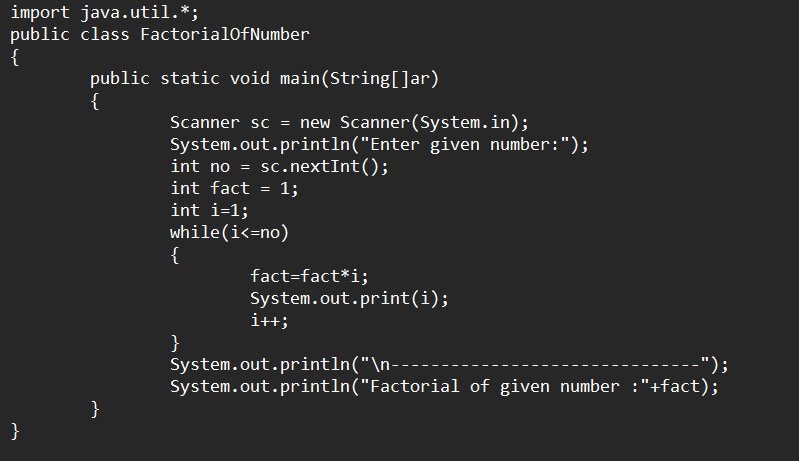 import java.util.*;
public class FactorialOfNumber
{
        public static void main(String[]ar)
        {
                Scanner sc = new Scanner(System.in);
                System.out.println("Enter given number:");
                int no = sc.nextInt();
                int fact = 1;
                int i=1;
                while(i<=no)
                {
                        fact=fact*i;
                        System.out.print(i);
                        i++;
                }
                System.out.println("\n-------------------------------");
                System.out.println("Factorial of given number :"+fact);
        }
}